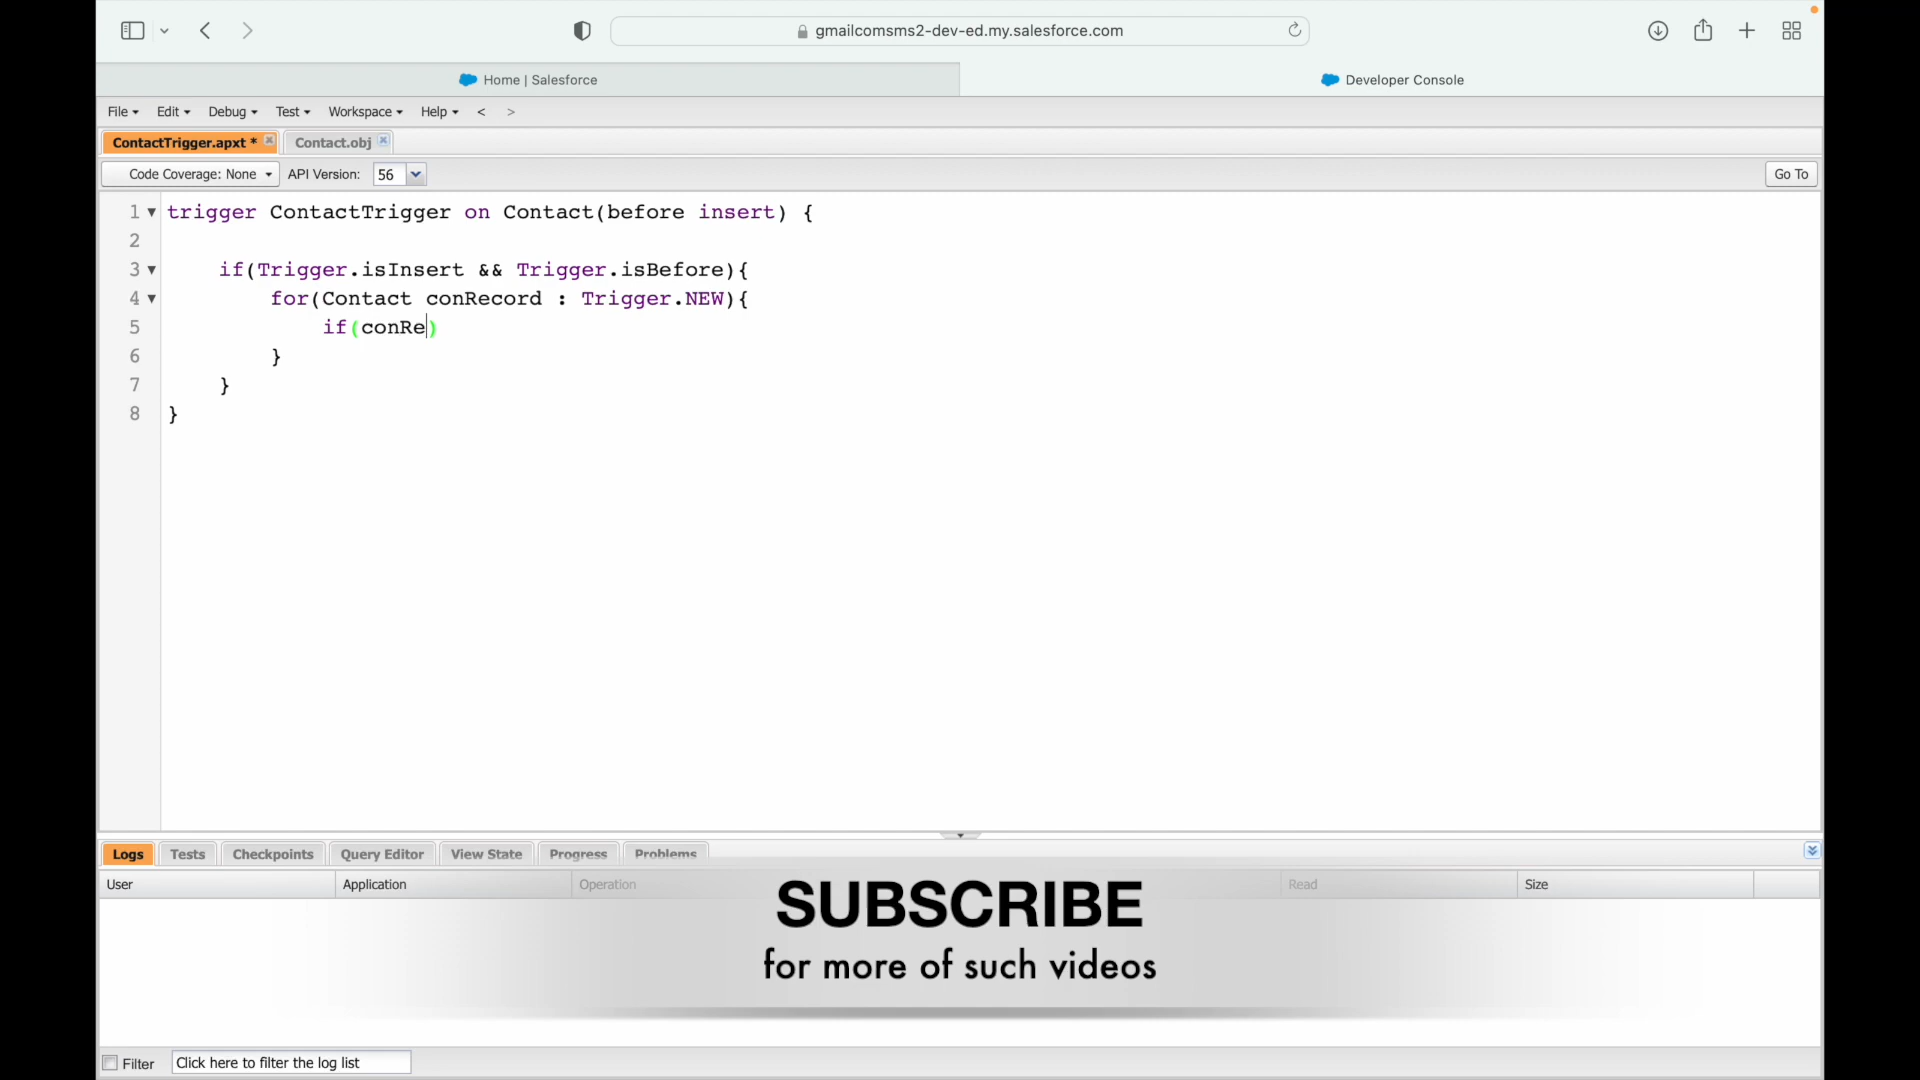 gmailcomsms2-dev-ed.my.salesforce.com
Home | Salesforce
Developer Console
File Edit Debug Test Workspace Help < >
ContactTrigger.apxt *
Contact.obj
Code Coverage: None API Version: 56 Go To
1 trigger ContactTrigger on Contact(before insert) {
2
3 if(Trigger.isInsert && Trigger.isBefore){
4 for(Contact conRecord : Trigger.NEW){
5 if(conRe)
6 }
7 }
8 }
Logs Tests Checkpoints Query Editor View State Progress Problems
User Application Operation Read Size
SUBSCRIBE
for more of such videos
Filter Click here to filter the log list